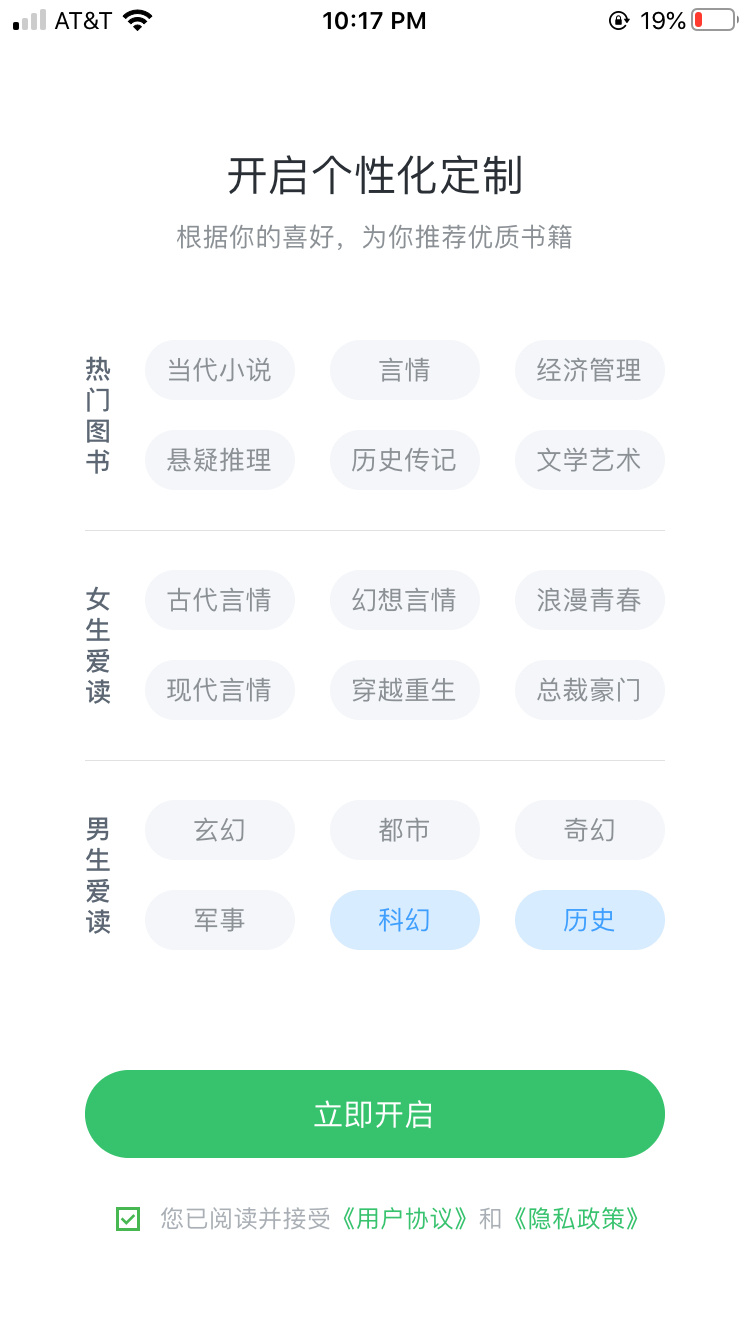 AT&T 10:17 PM 19%
开启个性化定制
根据你的喜好，为你推荐优质书籍
热门图书
当代小说 言情 经济管理
悬疑推理 历史传记 文学艺术
女生爱读
古代言情 幻想言情 浪漫青春
现代言情 穿越重生 总裁豪门
男生爱读
玄幻 都市 奇幻
军事 科幻 历史
立即开启
您已阅读并接受《用户协议》和《隐私政策》